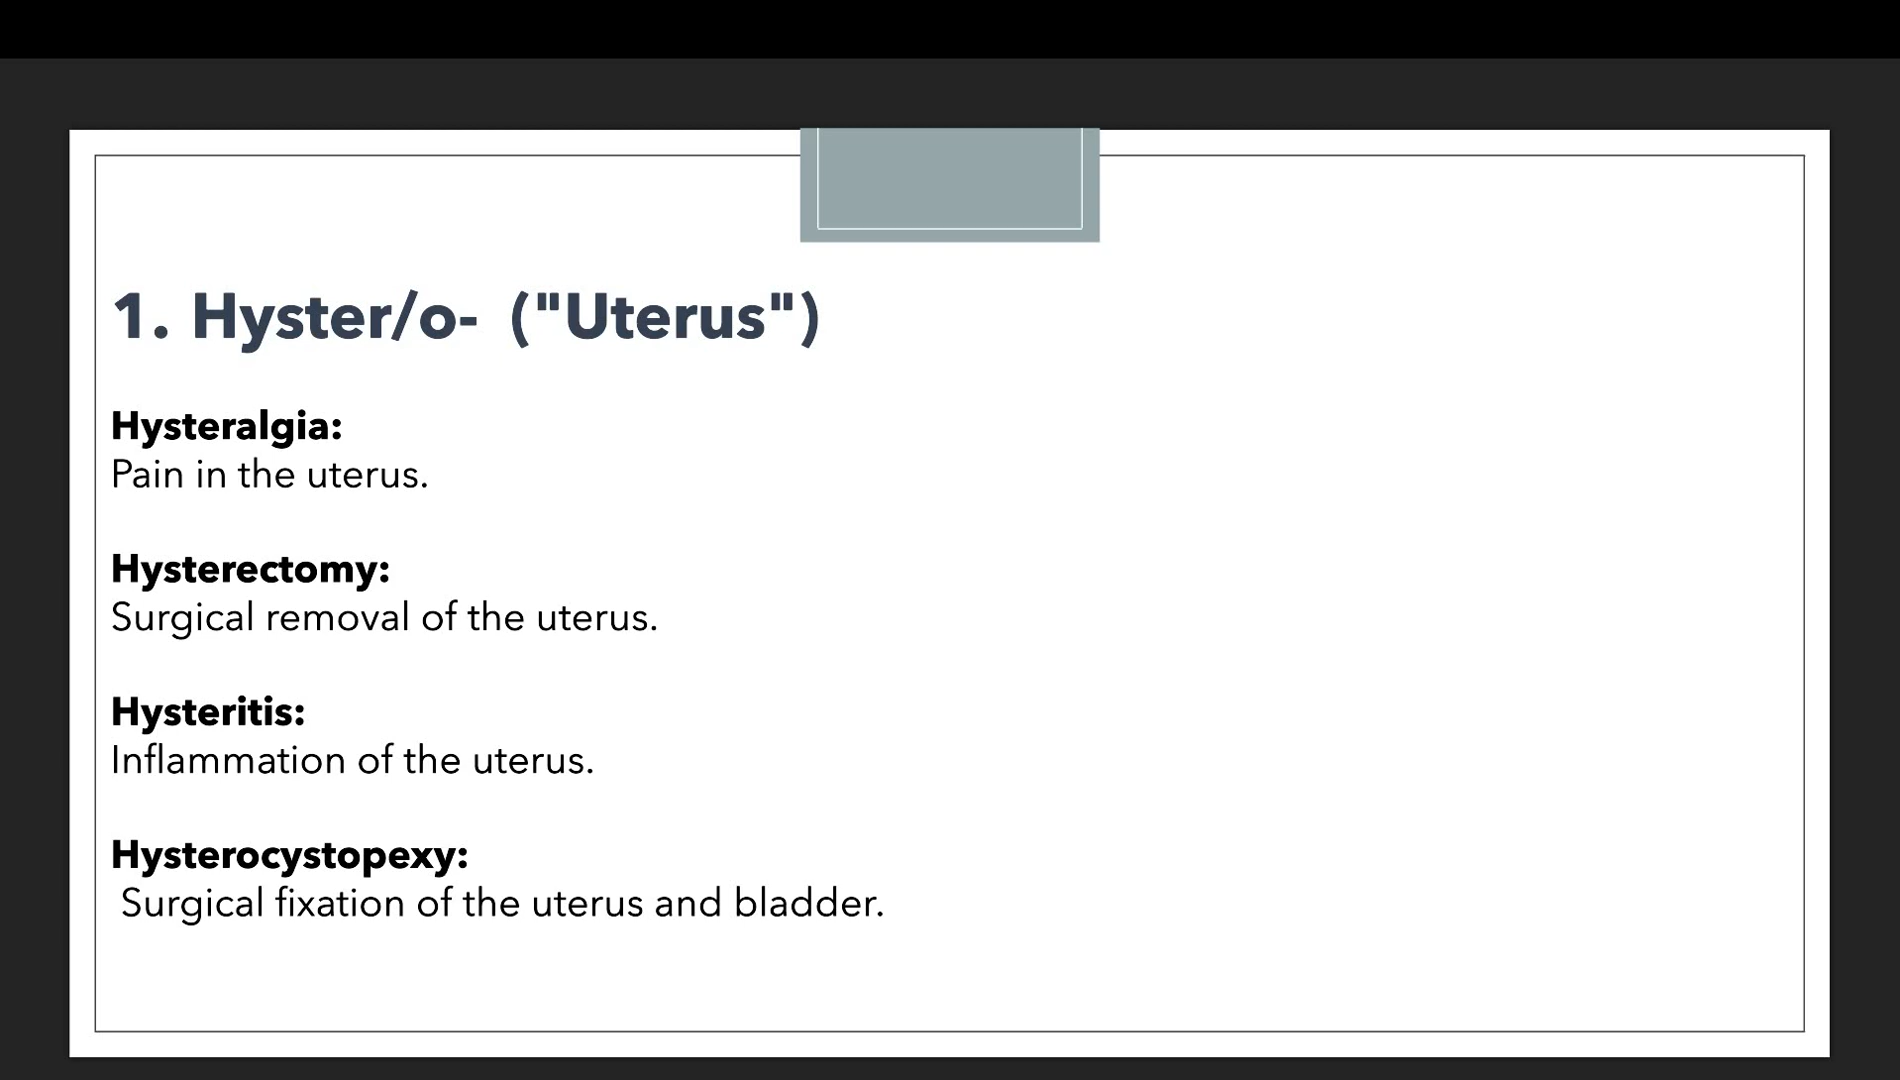 1. Hyster/o- ("Uterus")
Hysteralgia:
Pain in the uterus.
Hysterectomy:
Surgical removal of the uterus.
Hysteritis:
Inflammation of the uterus.
Hysterocystopexy:
Surgical fixation of the uterus and bladder.